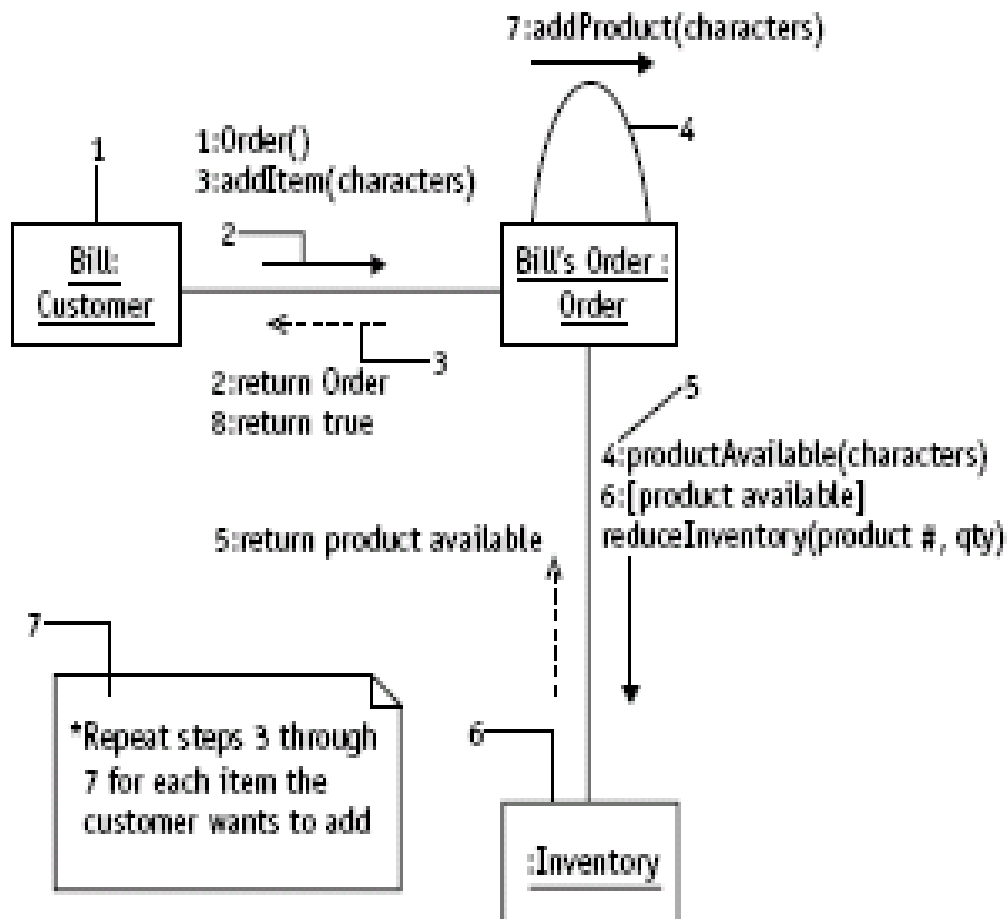 7:addProduct(characters)
4
1
1:Order()
3:addItem(characters)
2
Bill:
Customer
Bill's Order :
Order
3
2:return Order
8:return true
5
4:productAvailable(characters)
6:[product available]
reduceInventory(product #, qty)
5:return product available
7
*Repeat steps 3 through
7 for each item the
customer wants to add
6
:Inventory